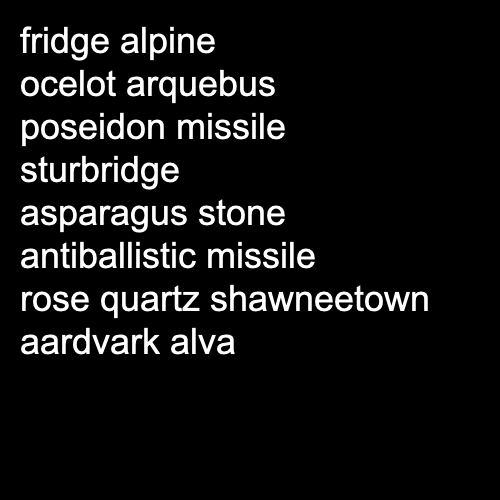 fridge alpine
ocelot arquebus
poseidon missile
sturbridge
asparagus stone
antiballistic missile
rose quartz shawneetown
aardvark alva